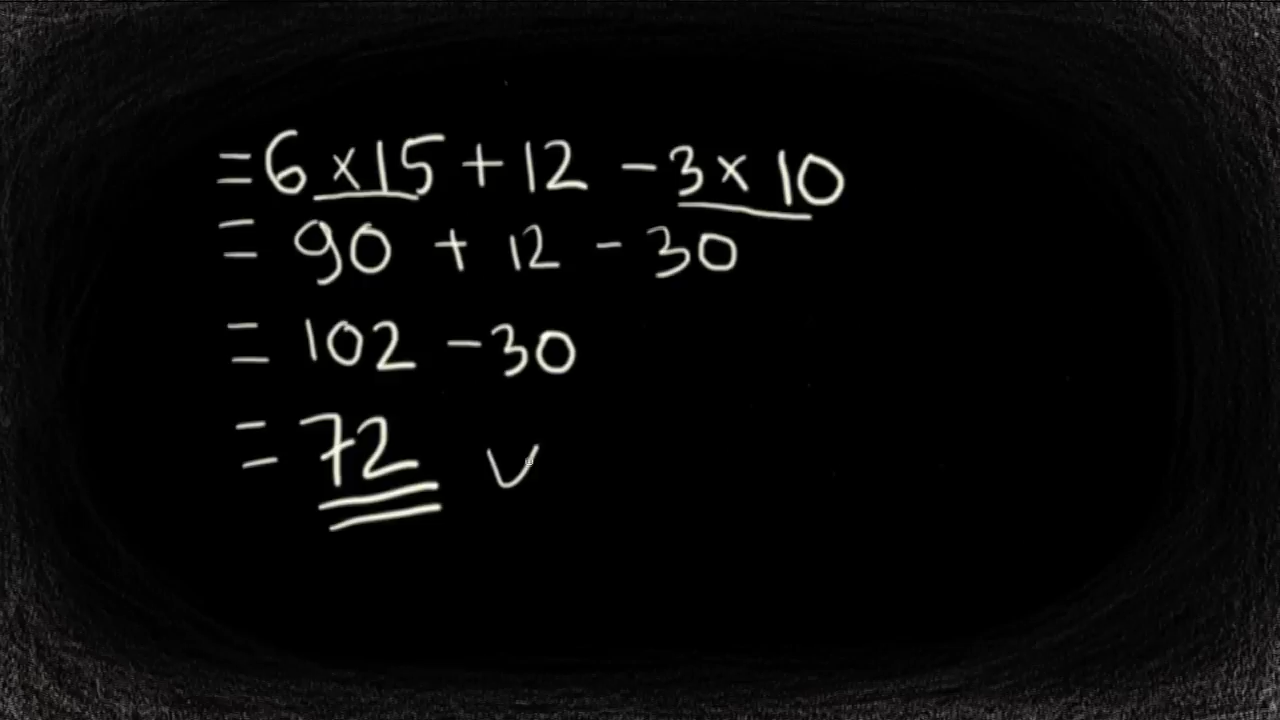 = 6 × 15 + 12 - 3 × 10
= 90 + 12 - 30
= 102 - 30
= 72 ✓